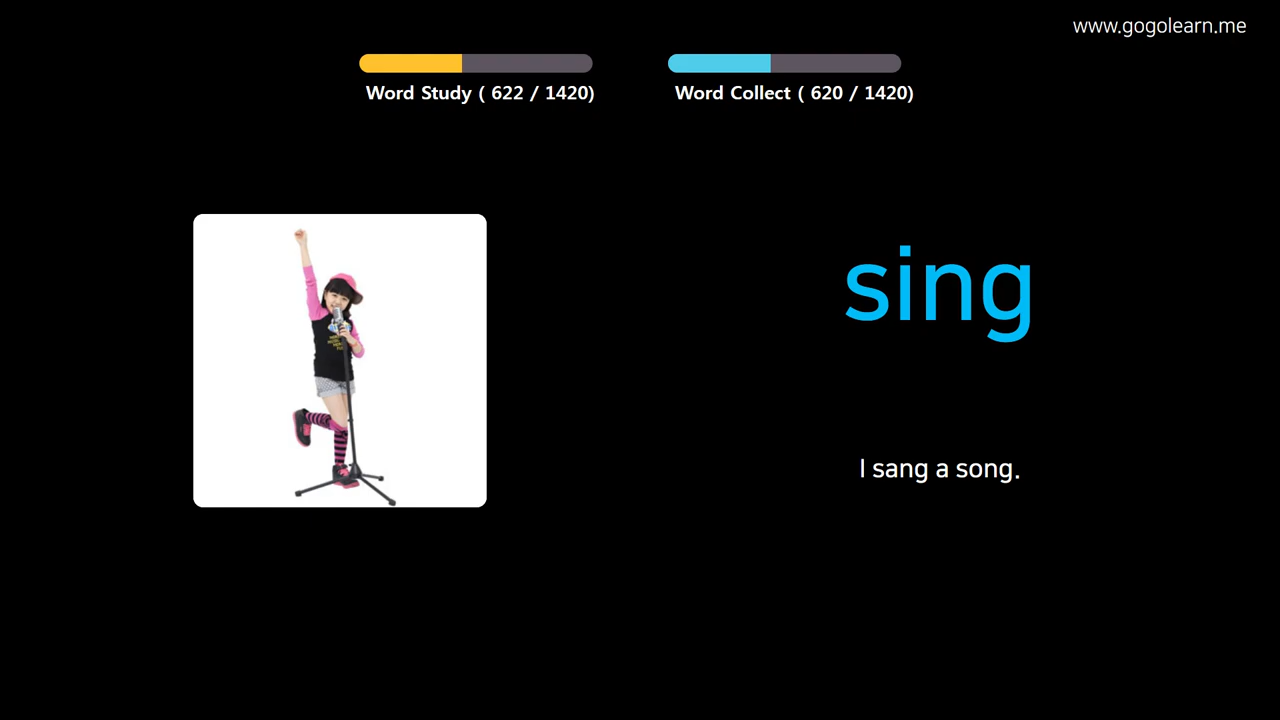 www.gogolearn.me
Word Study ( 622 / 1420)
Word Collect ( 620 / 1420)
sing
I sang a song.